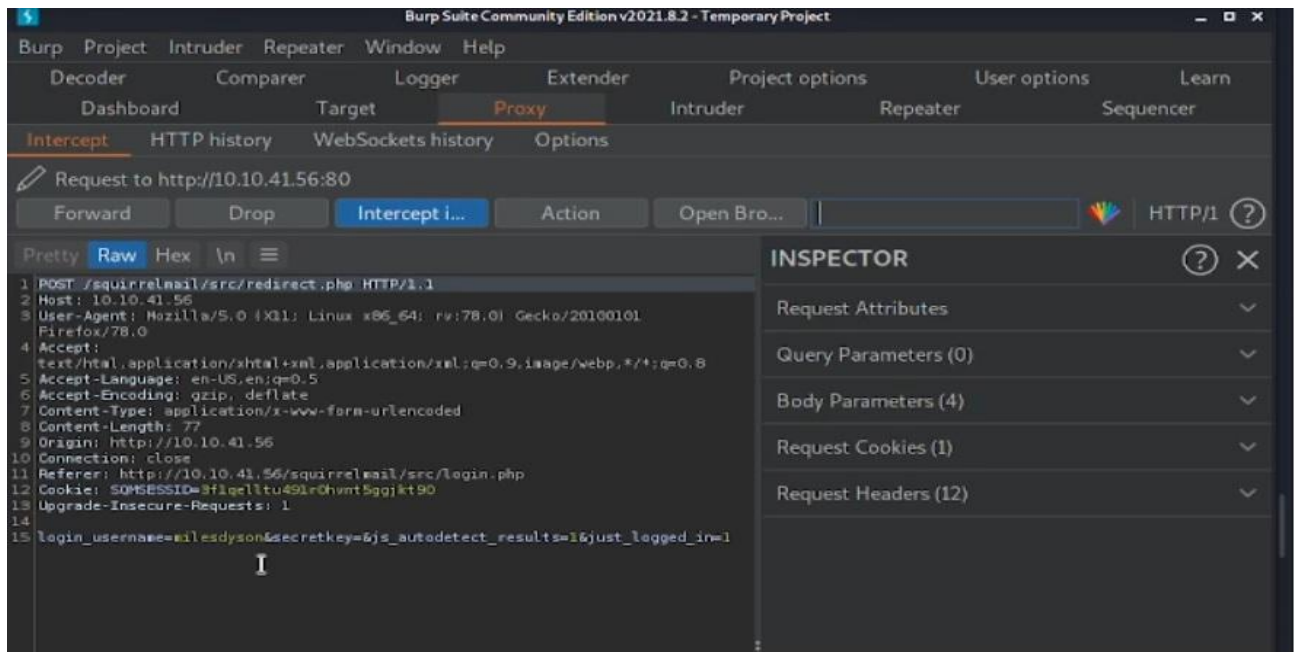 Burp Suite Community Edition v2021.8.2 - Temporary Project
Burp Project Intruder Repeater Window Help
Decoder Comparer Logger Extender Project options User options Learn
Dashboard Target Proxy Intruder Repeater Sequencer
Intercept HTTP history WebSockets history Options
Request to http://10.10.41.56:80
Forward Drop Intercept i... Action Open Bro... HTTP/1 ?
Pretty Raw Hex \n
INSPECTOR
1 POST /squirrelmail/src/redirect.php HTTP/1.1
2 Host: 10.10.41.56
3 User-Agent: Mozilla/5.0 (X11; Linux x86_64; rv:78.0) Gecko/20100101
Firefox/78.0
4 Accept:
text/html,application/xhtml+xml,application/xml;q=0.9,image/webp,*/*;q=0.8
5 Accept-Language: en-US,en;q=0.5
6 Accept-Encoding: gzip, deflate
7 Content-Type: application/x-www-form-urlencoded
8 Content-Length: 77
9 Origin: http://10.10.41.56
10 Connection: close
11 Referer: http://10.10.41.56/squirrelmail/src/login.php
12 Cookie: SQMSESSID=3f1qelltu491r0hvnt5ggjkt90
13 Upgrade-Insecure-Requests: 1
14
15 login_username=milesdyson&secretkey=&js_autodetect_results=1&just_logged_in=1
Request Attributes
Query Parameters (0)
Body Parameters (4)
Request Cookies (1)
Request Headers (12)